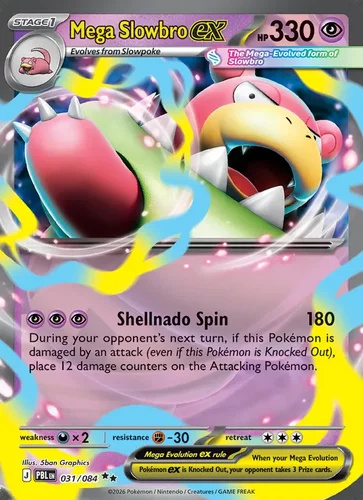 STAGE1
Mega Slowbro ex HP 330
Evolves from Slowpoke
The Mega-Evolved form of
Slowbro
Shellnado Spin 180
During your opponent's next turn, if this Pokémon is
damaged by an attack (even if this Pokémon is Knocked Out),
place 12 damage counters on the Attacking Pokémon.
weakness ×2 resistance -30 retreat
Illus. 5ban Graphics
Mega Evolution ex rule
When your Mega Evolution
Pokémon ex is Knocked Out, your opponent takes 3 Prize cards.
J PBL EN 031/084
©2026 Pokémon / Nintendo / Creatures / GAME FREAK